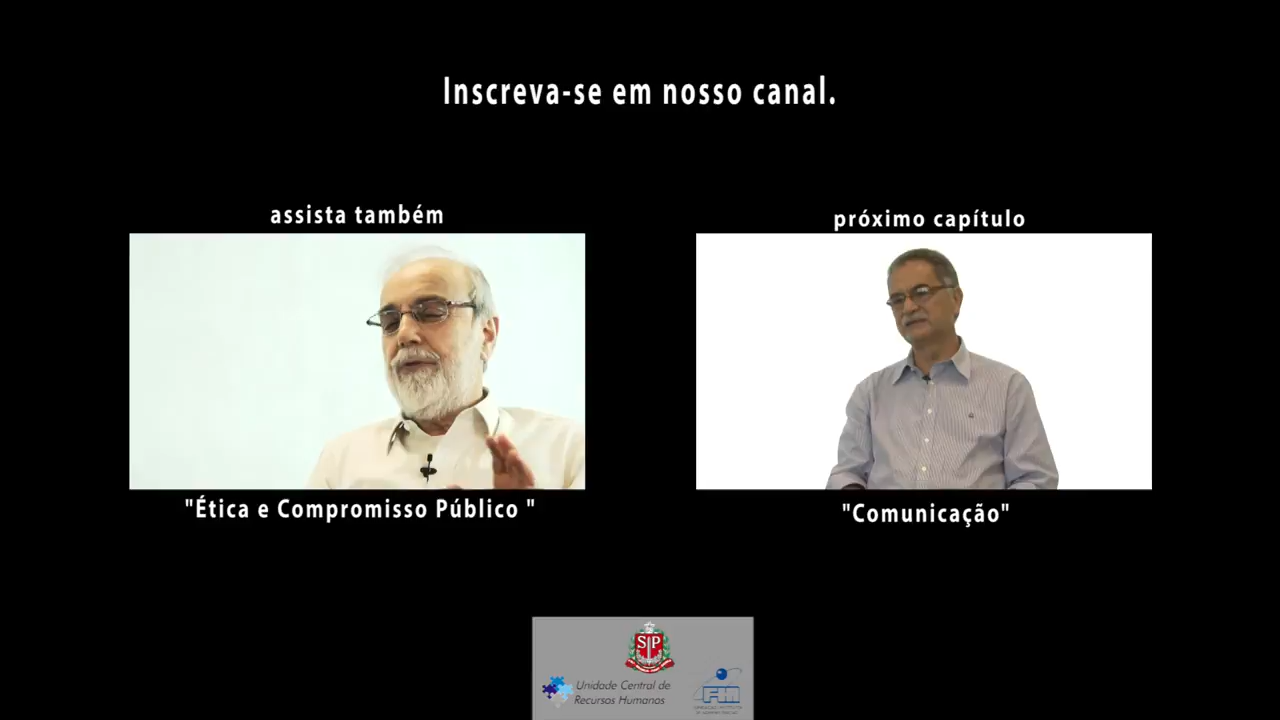 Inscreva-se em nosso canal.
assista também
próximo capítulo
"Ética e Compromisso Público "
"Comunicação"
SP
Unidade Central de
Recursos Humanos